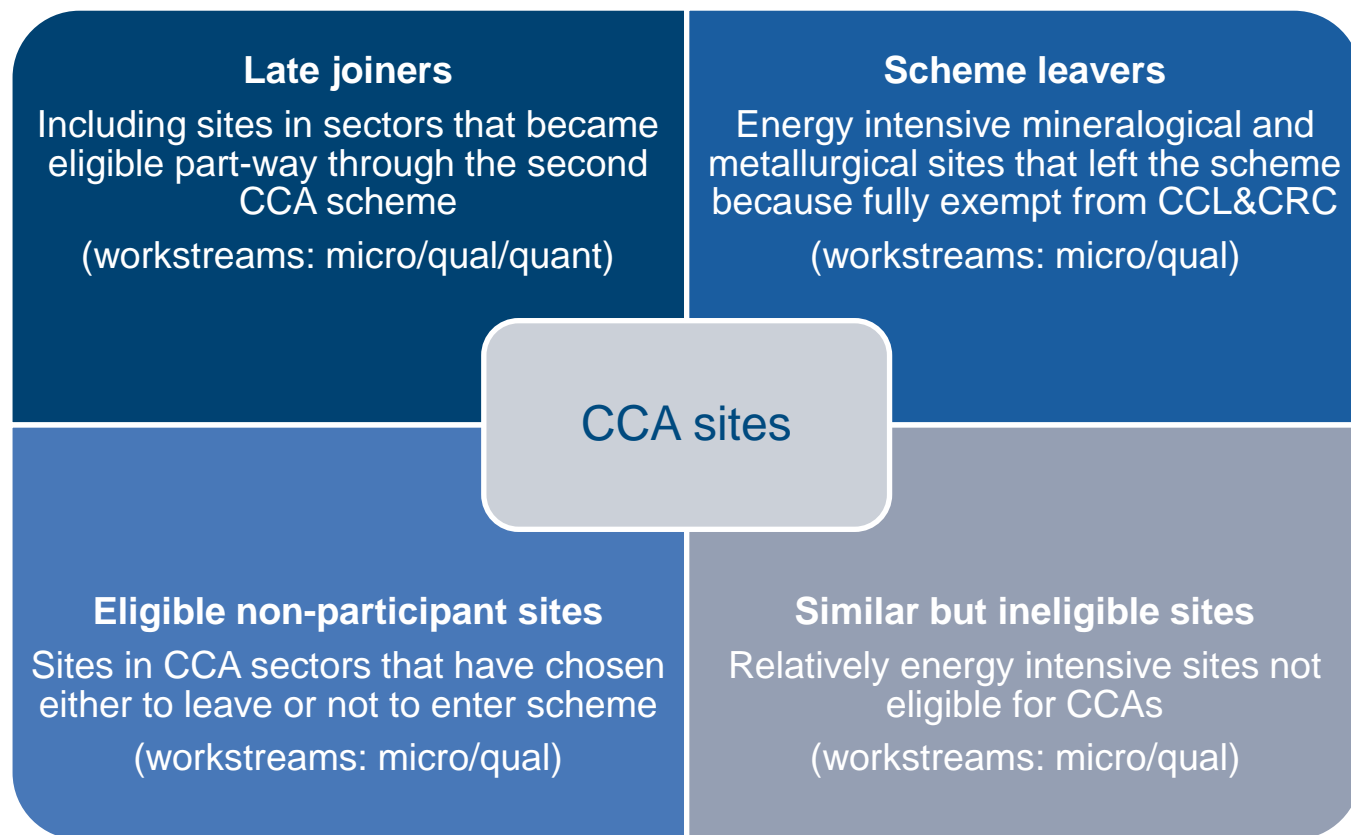 Late joiners
Including sites in sectors that became
eligible part-way through the second
CCA scheme
(workstreams: micro/qual/quant)
Scheme leavers
Energy intensive mineralogical and
metallurgical sites that left the scheme
because fully exempt from CCL&CRC
(workstreams: micro/qual)
CCA sites
Eligible non-participant sites
Sites in CCA sectors that have chosen
either to leave or not to enter scheme
(workstreams: micro/qual)
Similar but ineligible sites
Relatively energy intensive sites not
eligible for CCAs
(workstreams: micro/qual)